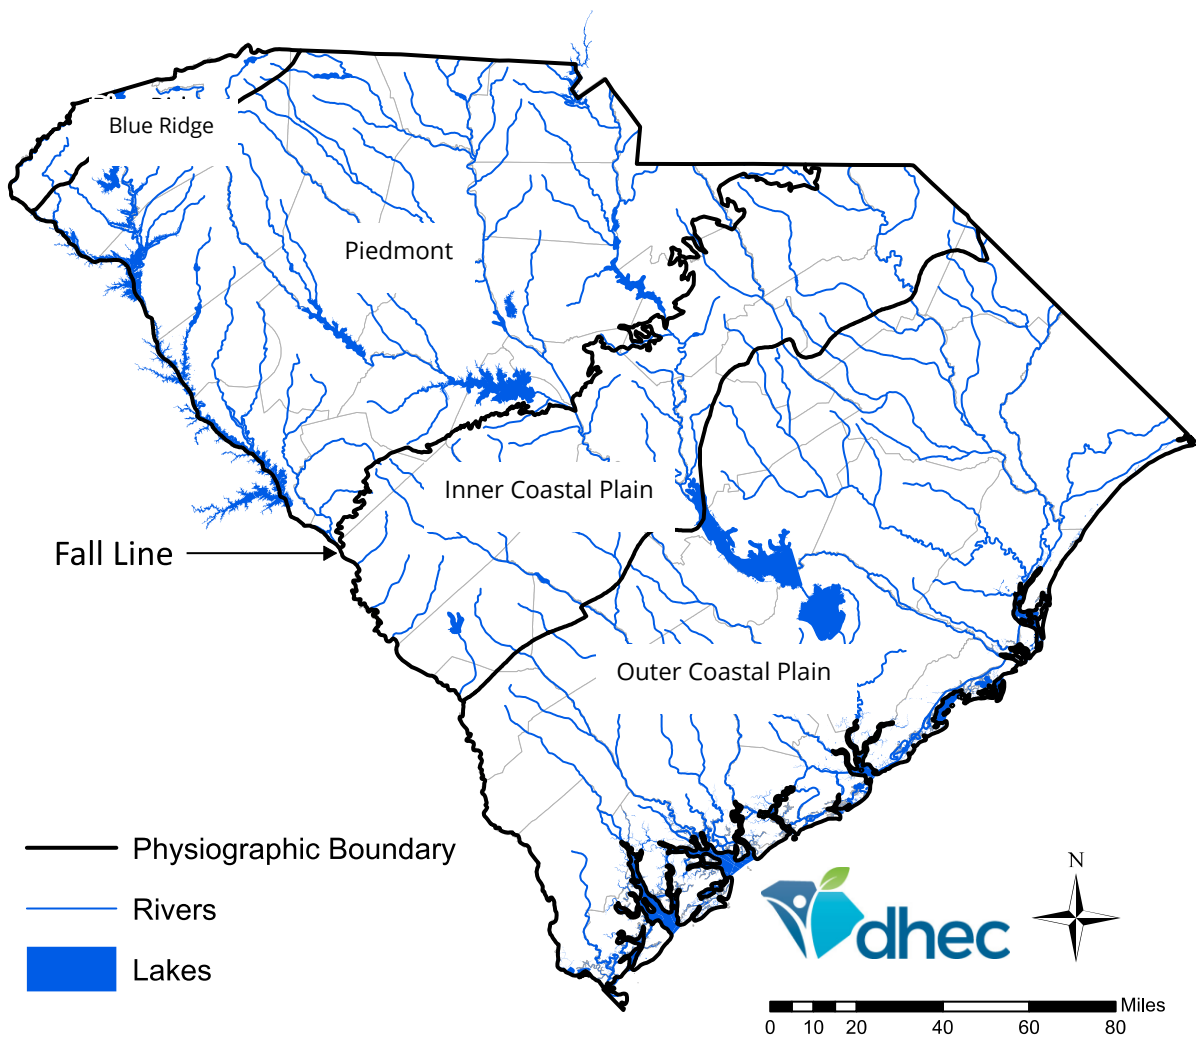 Blue Ridge
Piedmont
Inner Coastal Plain
Fall Line
Outer Coastal Plain
Physiographic Boundary
Rivers
Lakes
dhec
N
Miles
0 10 20 40 60 80